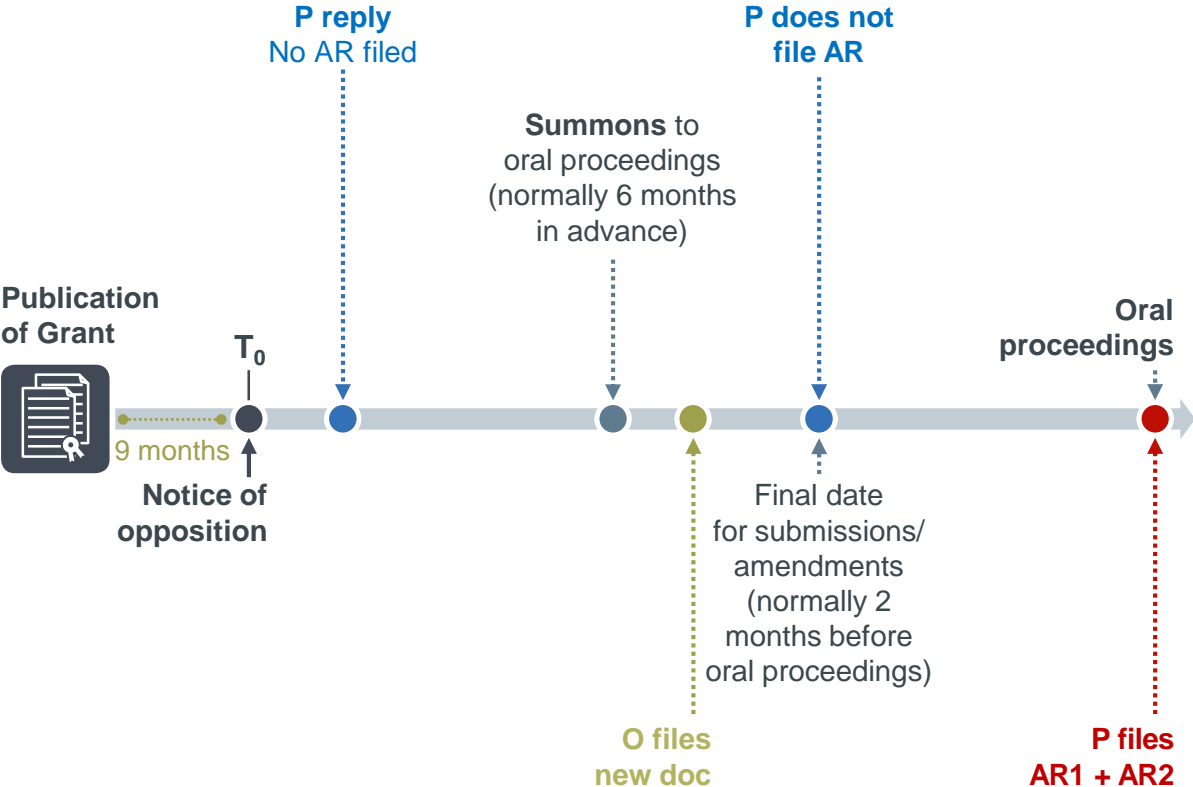 P reply
No AR filed
P does not
file AR
Summons to
oral proceedings
(normally 6 months
in advance)
Publication
of Grant
T0
Oral
proceedings
9 months
Notice of
opposition
Final date
for submissions/
amendments
(normally 2
months before
oral proceedings)
O files
new doc
P files
AR1 + AR2